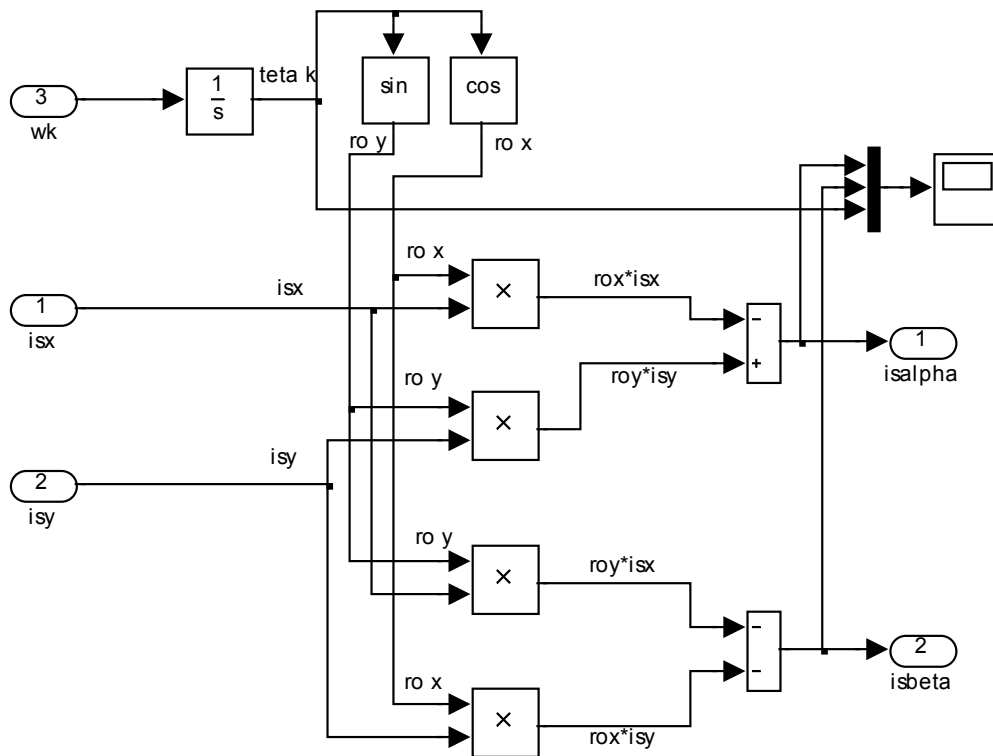 teta k
sin
cos
3
wk
1
s
ro y
ro x
ro x
isx
×
rox*isx
1
isx
−
+
1
isalpha
ro y
roy*isy
×
isy
2
isy
ro y
×
roy*isx
−
−
2
isbeta
ro x
×
rox*isy